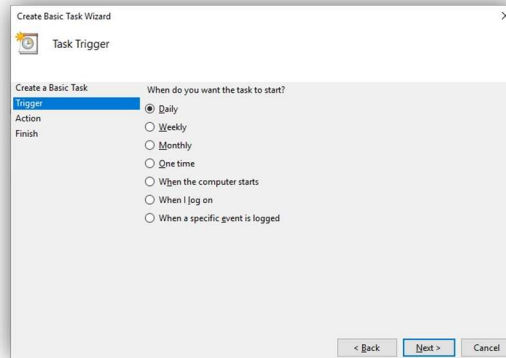 Create Basic Task Wizard
Task Trigger
Create a Basic Task
Trigger
Action
Finish
When do you want the task to start?
Daily
Weekly
Monthly
One time
When the computer starts
When I log on
When a specific event is logged
< Back
Next >
Cancel